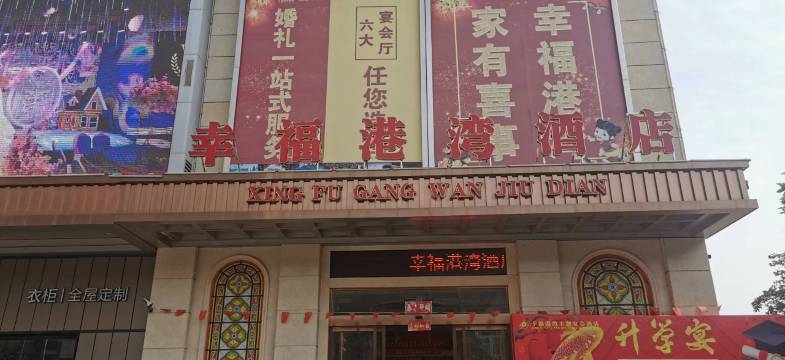 婚礼一站式服务
六大
宴会厅
任您选
家有喜事
幸福港
幸福港湾酒店
XING FU GANG WAN JIU DIAN
幸福港湾酒
衣柜 | 全屋定制
升学宴